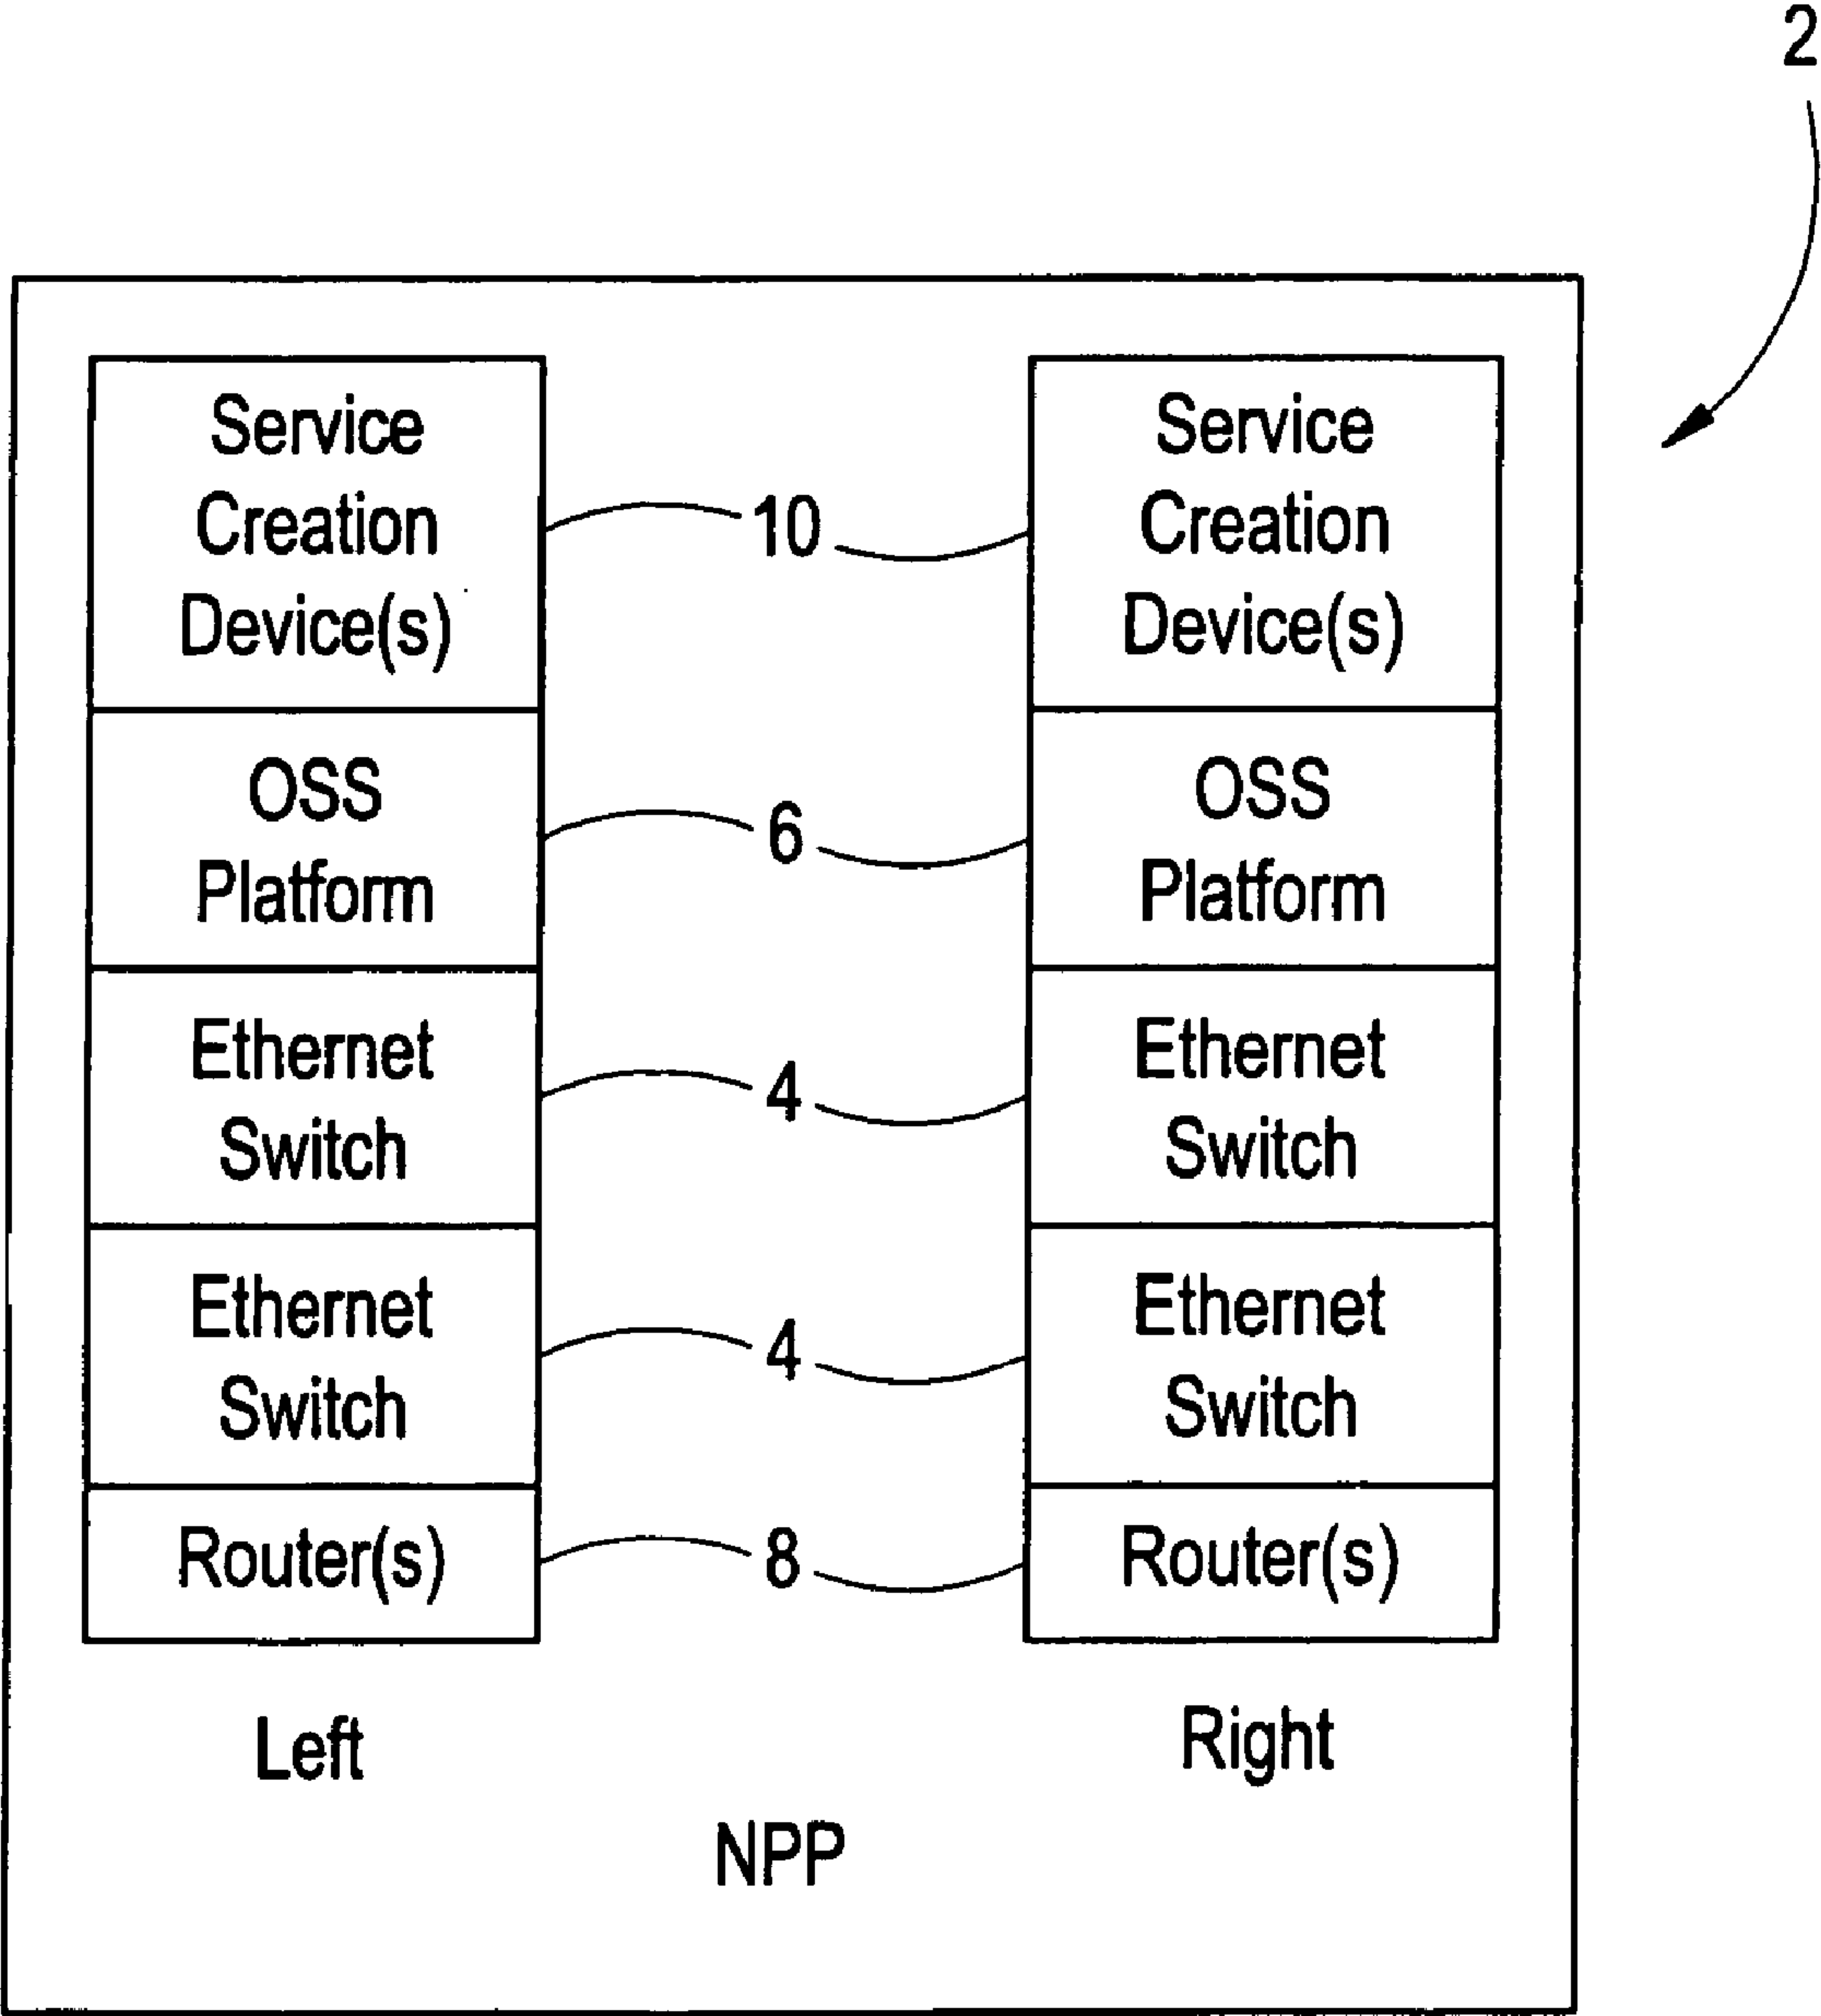 2
Service
Creation
Device(s)
10
Service
Creation
Device(s)
OSS
Platform
6
OSS
Platform
Ethernet
Switch
4
Ethernet
Switch
Ethernet
Switch
4
Ethernet
Switch
Router(s)
8
Router(s)
Left
Right
NPP